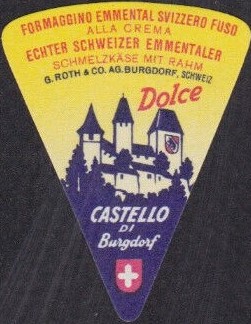 FORMAGGINO EMMENTAL SVIZZERO FUSO
ALLA CREMA
ECHTER SCHWEIZER EMMENTALER
SCHMELZKÄSE MIT RAHM
G. ROTH & CO. AG. BURGDORF, SCHWEIZ
Dolce
CASTELLO
DI
Burgdorf